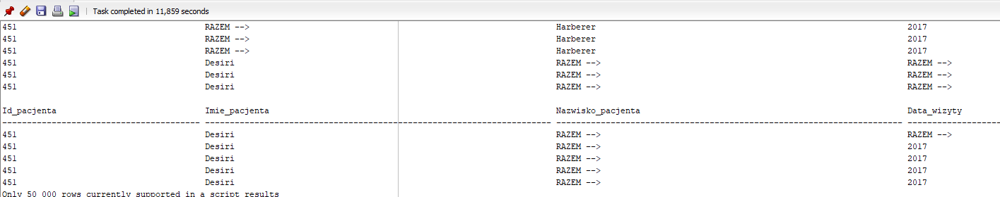 Task completed in 11,859 seconds
451 RAZEM --> Harberer 2017
451 RAZEM --> Harberer 2017
451 RAZEM --> Harberer 2017
451 Desiri RAZEM --> RAZEM -->
451 Desiri RAZEM --> RAZEM -->
451 Desiri RAZEM --> RAZEM -->
Id_pacjenta Imie_pacjenta Nazwisko_pacjenta Data_wizyty
451 Desiri RAZEM --> RAZEM -->
451 Desiri RAZEM --> 2017
451 Desiri RAZEM --> 2017
451 Desiri RAZEM --> 2017
451 Desiri RAZEM --> 2017
Only 50 000 rows currently supported in a script results